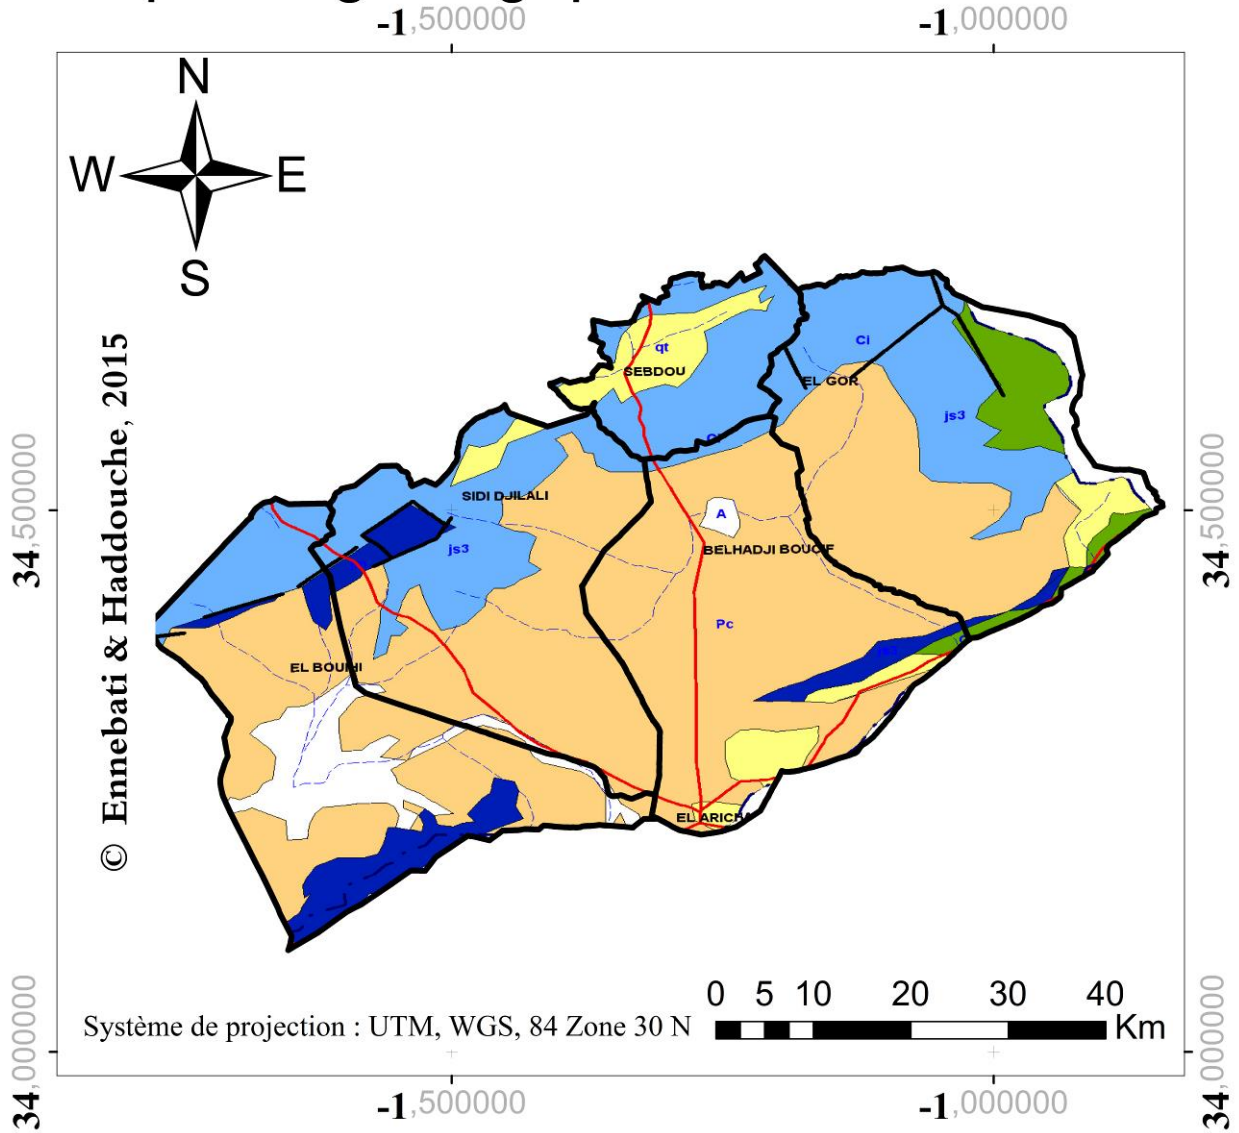 -1,500000 -1,000000
N
W E
S
© Ennebati & Haddouche, 2015
34,500000 34,500000
Ci
qt
SEBDOU
EL GOR
js3
SIDI DJILALI
A
js3
BELHADJI BOUCIF
Pc
EL BOUIHI
EL ARICHA
0 5 10 20 30 40
Km
Système de projection : UTM, WGS, 84 Zone 30 N
34,000000 34,000000
-1,500000 -1,000000